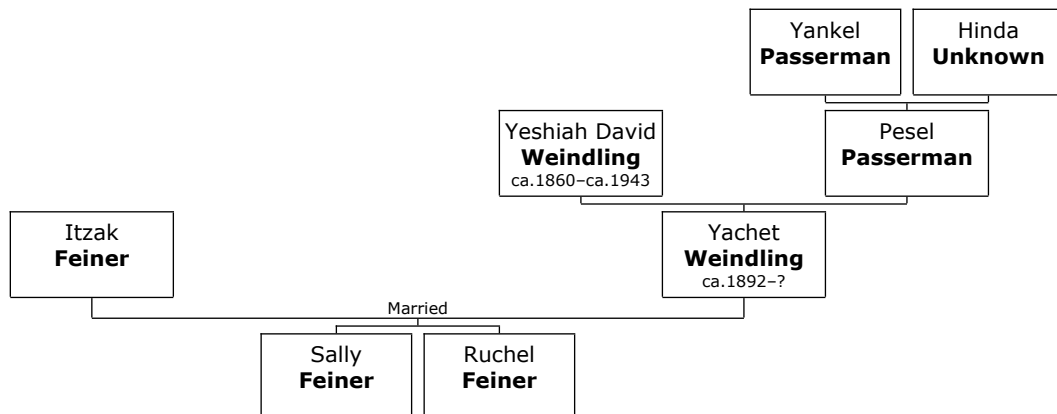 Yankel
Passerman
Hinda
Unknown
Yeshiah David
Weindling
ca.1860–ca.1943
Pesel
Passerman
Itzak
Feiner
Yachet
Weindling
ca.1892–?
Married
Sally
Feiner
Ruchel
Feiner